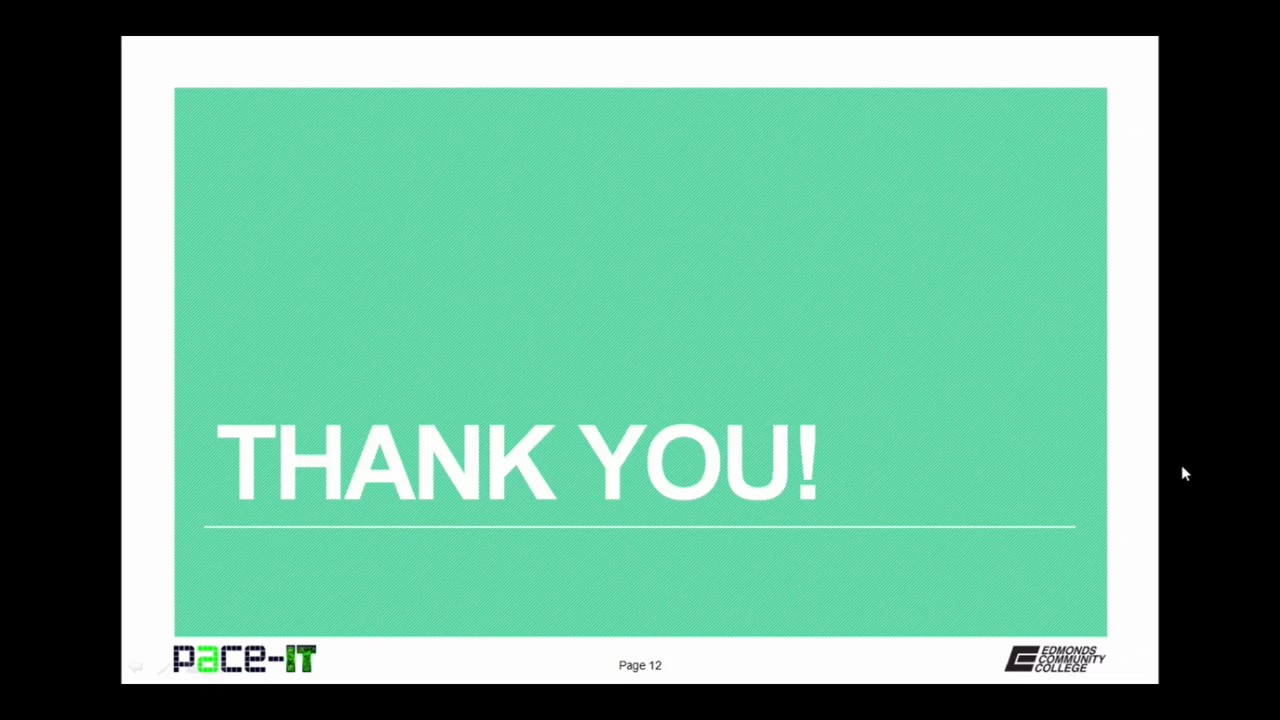 THANK YOU!
pace-IT
Page 12
EDMONDS
COMMUNITY
COLLEGE